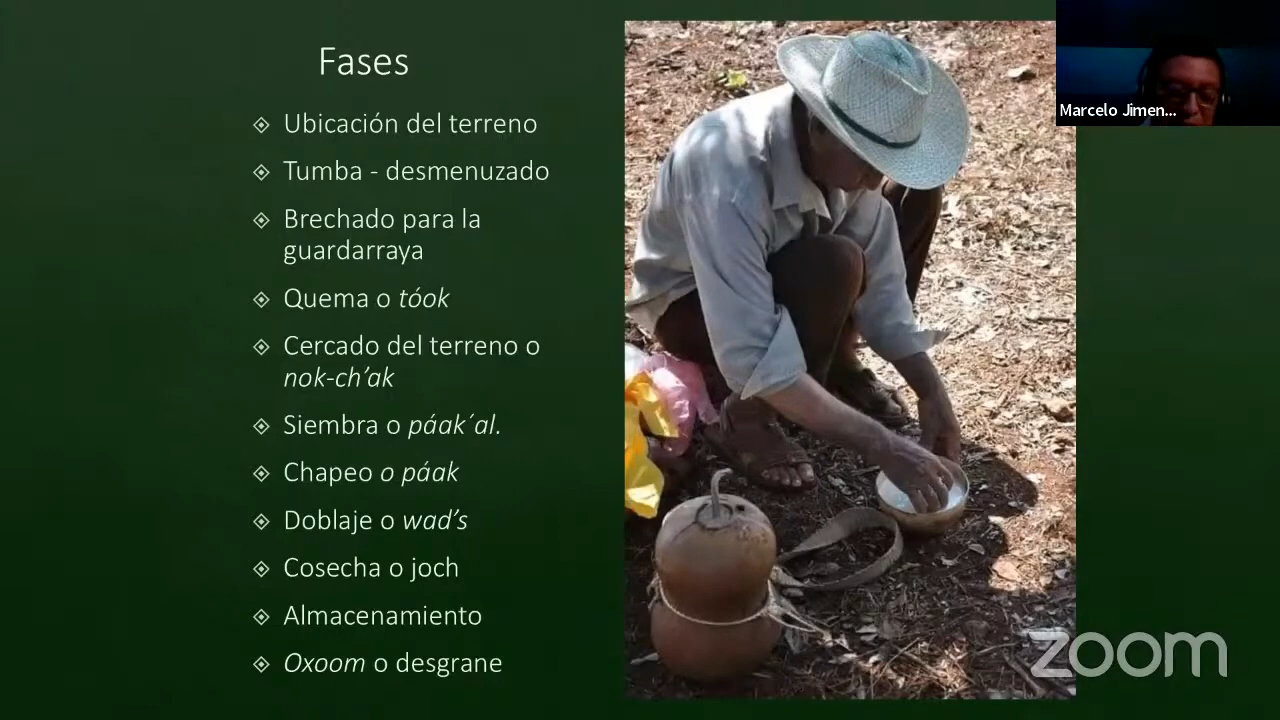 Fases
Ubicación del terreno
Tumba - desmenuzado
Brechado para la
guardarraya
Quema o tóok
Cercado del terreno o
nok-ch’ak
Siembra o páak´al.
Chapeo o páak
Doblaje o wad’s
Cosecha o joch
Almacenamiento
Oxoom o desgrane
Marcelo Jimen...
zoom